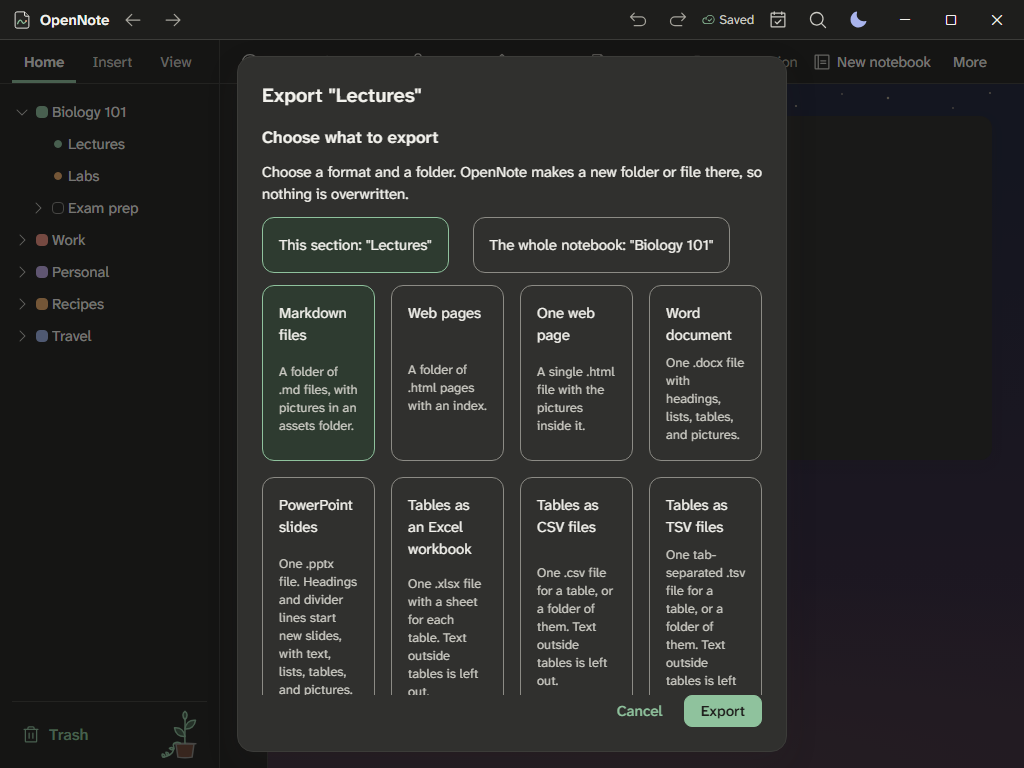 OpenNote
Saved
Home Insert View
on New notebook More
Biology 101
Lectures
Labs
Exam prep
Work
Personal
Recipes
Travel
Trash
Export "Lectures"
Choose what to export
Choose a format and a folder. OpenNote makes a new folder or file there, so
nothing is overwritten.
This section: "Lectures"
The whole notebook: "Biology 101"
Markdown
files
A folder of
.md files, with
pictures in an
assets folder.
Web pages
A folder of
.html pages
with an index.
One web
page
A single .html
file with the
pictures
inside it.
Word
document
One .docx file
with
headings,
lists, tables,
and pictures.
PowerPoint
slides
One .pptx
file. Headings
and divider
lines start
new slides,
with text,
lists, tables,
and pictures.
Tables as
an Excel
workbook
One .xlsx file
with a sheet
for each
table. Text
outside
tables is left
out.
Tables as
CSV files
One .csv file
for a table, or
a folder of
them. Text
outside
tables is left
out.
Tables as
TSV files
One tab-
separated .tsv
file for a
table, or a
folder of
them. Text
outside
tables is left
Cancel
Export